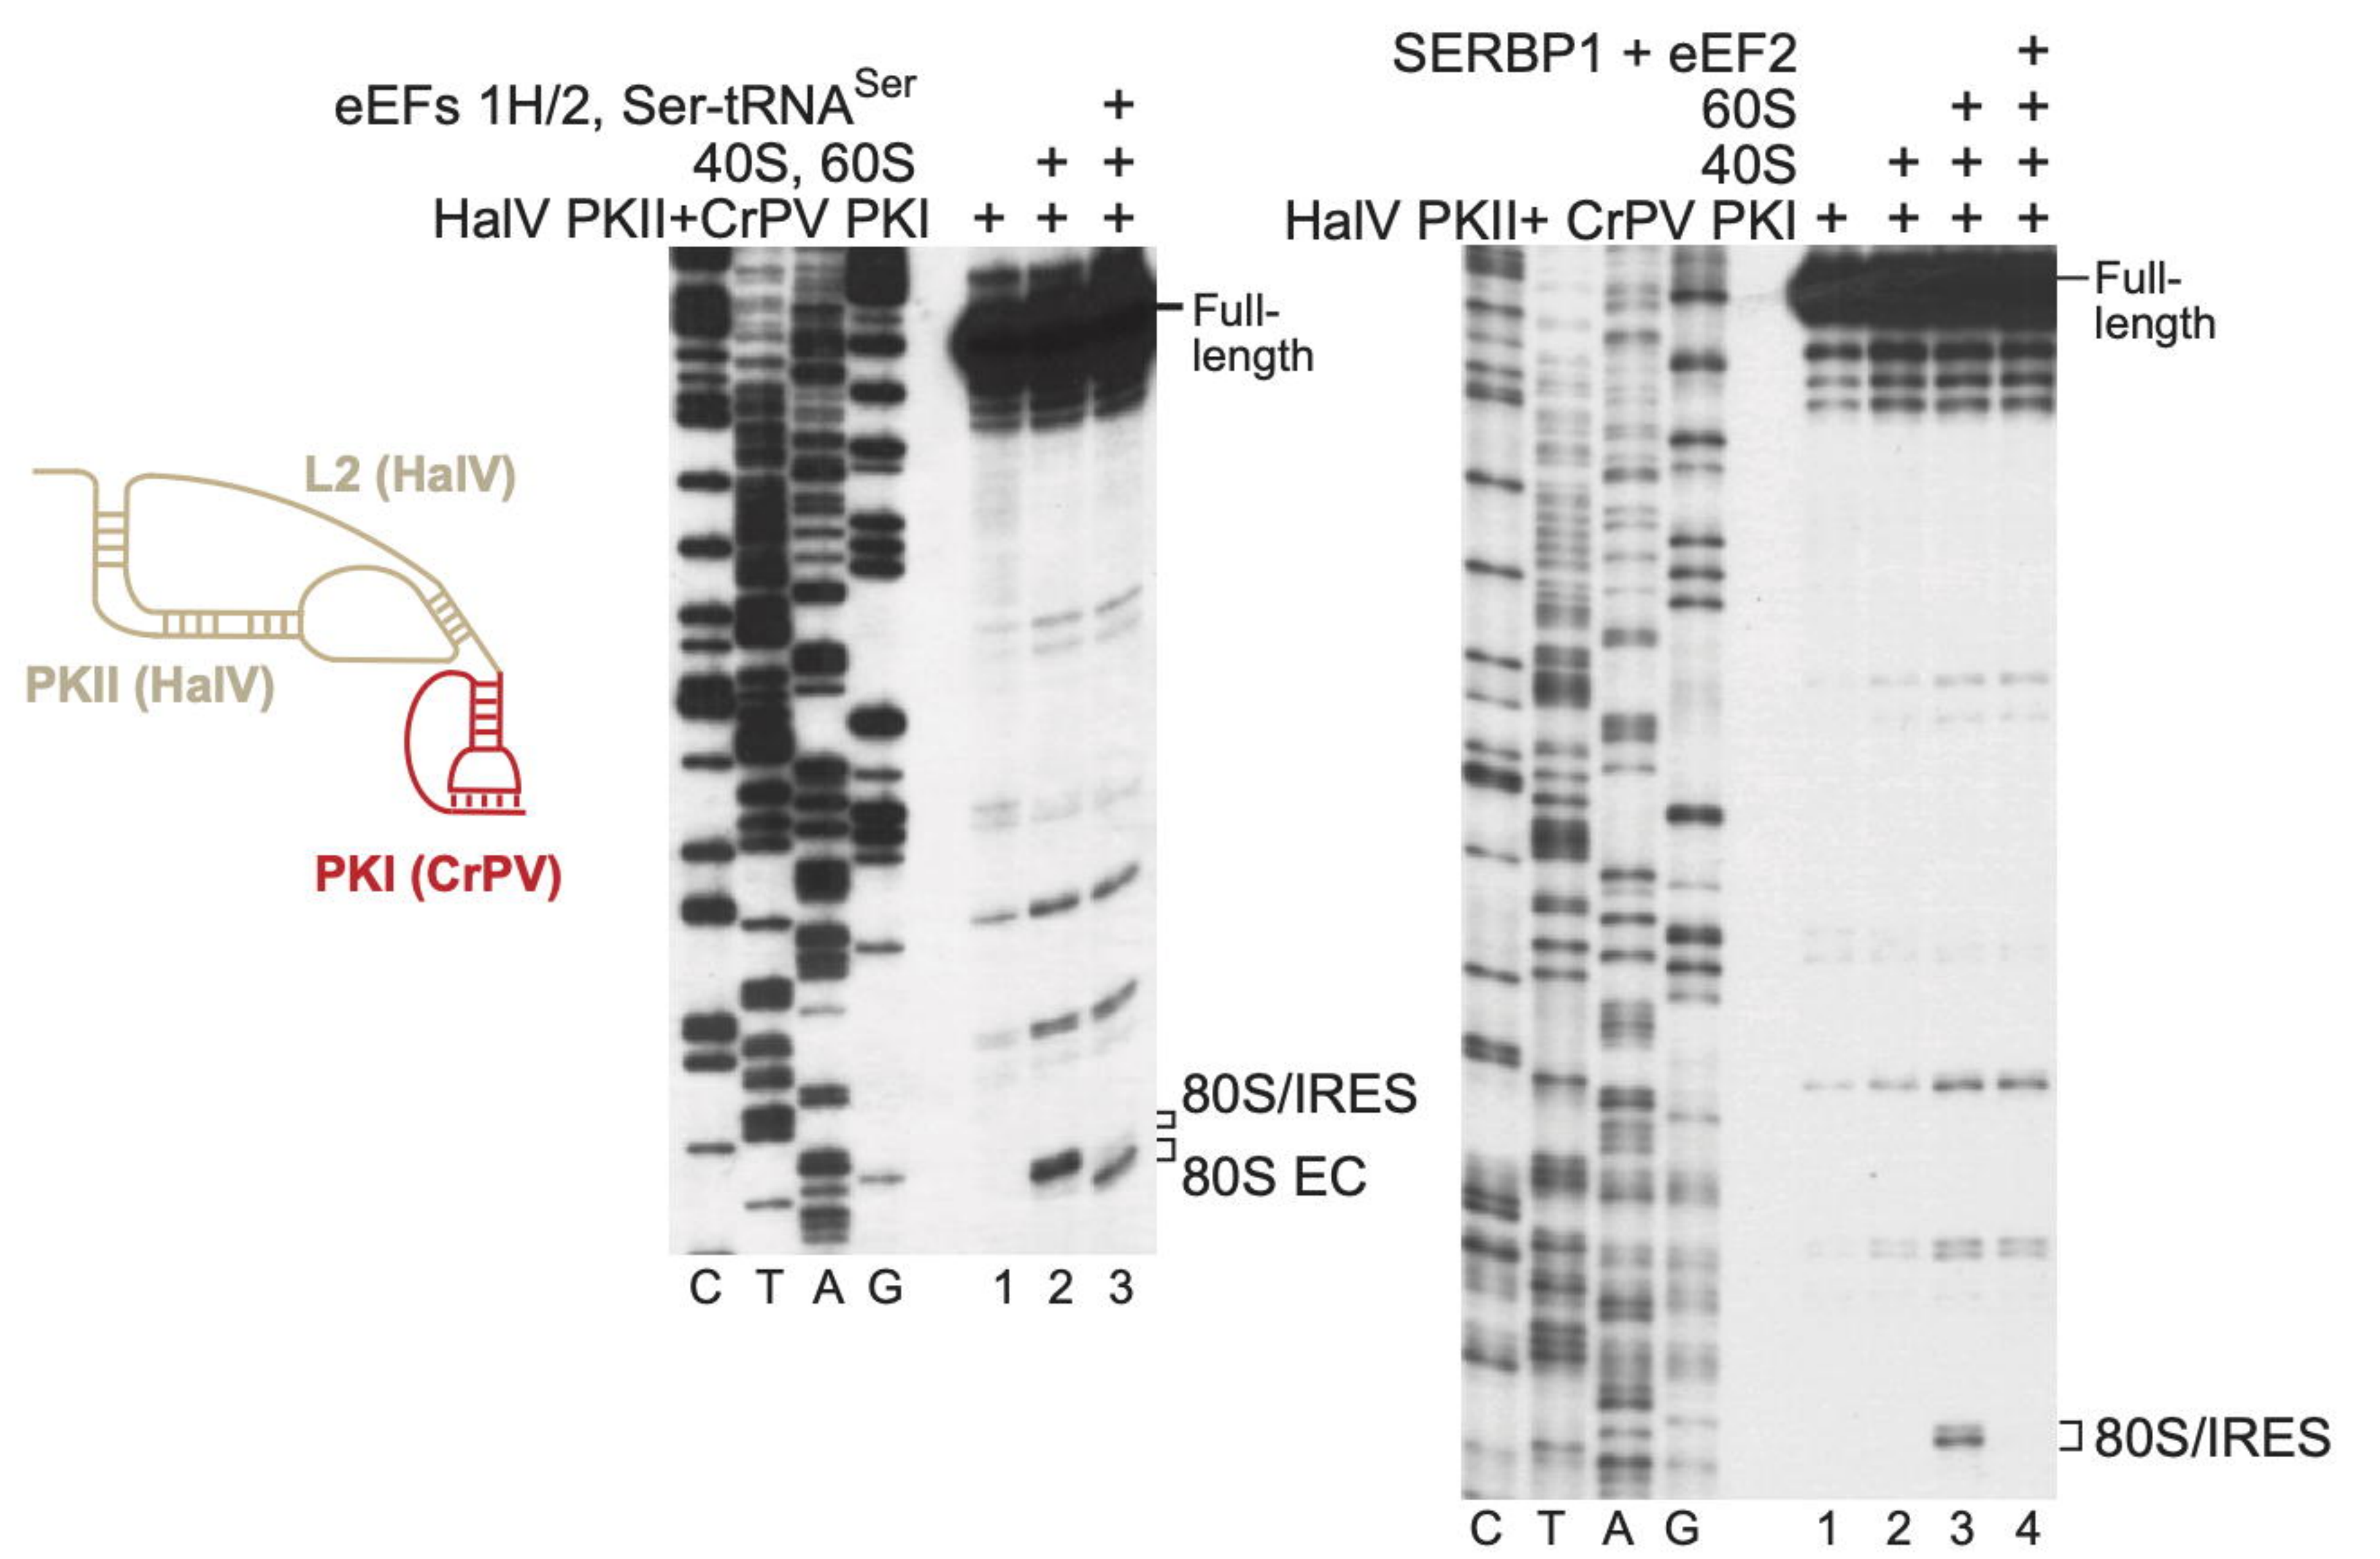 eEFs 1H/2, Ser-tRNASer +
40S, 60S + +
HalV PKII+CrPV PKI + + +
Full-
length
L2 (HalV)
PKII (HalV)
PKI (CrPV)
80S/IRES
80S EC
C T A G 1 2 3
SERBP1 + eEF2 +
60S + +
40S + + +
HalV PKII+ CrPV PKI + + + +
Full-
length
80S/IRES
C T A G 1 2 3 4